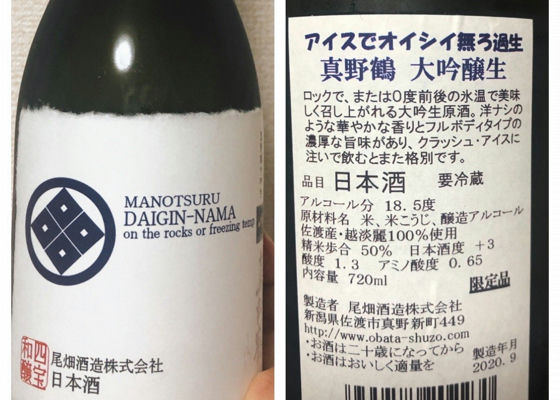 MANOTSURU
DAIGIN-NAMA
on the rocks or freezing temp
四宝和醸
尾畑酒造株式会社
日本酒
アイスでオイシイ無ろ過生
真野鶴 大吟醸生
ロックで、または0度前後の氷温で美味
しく召し上がれる大吟生原酒。洋ナシ
のような華やかな香りとフルボディタイプの
濃厚な旨味があり、クラッシュ・アイスに
注いで飲むとまた格別です。
品目 日本酒 要冷蔵
アルコール分 18.5度
原材料名 米、米こうじ、醸造アルコール
佐渡産・越淡麗100%使用
精米歩合 50% 日本酒度 +3
酸度 1.3 アミノ酸度 0.65
内容量 720ml
限定品
製造者 尾畑酒造株式会社
新潟県佐渡市真野新町449
http://www.obata-shuzo.com
・お酒は二十歳になってから
・お酒はおいしく適量を
製造年月
2020.9